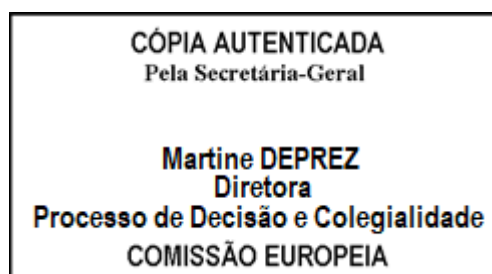 CÓPIA AUTENTICADA
Pela Secretária-Geral
Martine DEPREZ
Diretora
Processo de Decisão e Colegialidade
COMISSÃO EUROPEIA